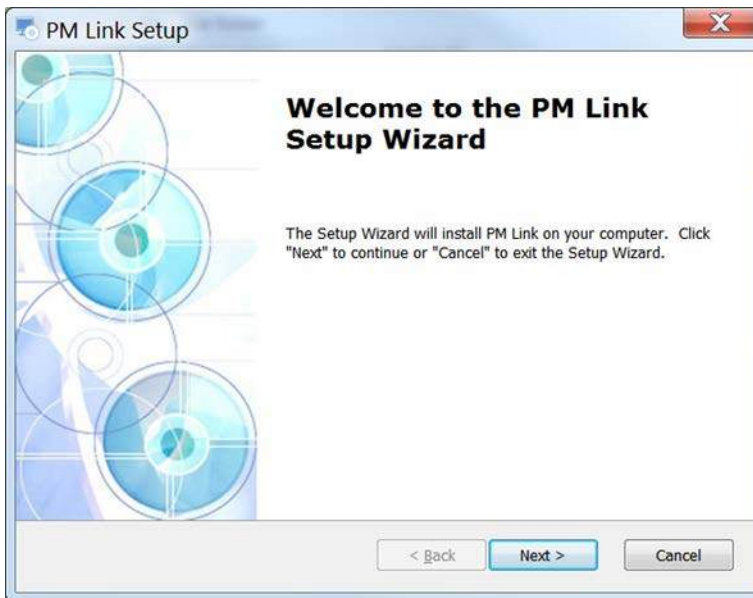 PM Link Setup
Welcome to the PM Link
Setup Wizard
The Setup Wizard will install PM Link on your computer. Click
"Next" to continue or "Cancel" to exit the Setup Wizard.
< Back
Next >
Cancel